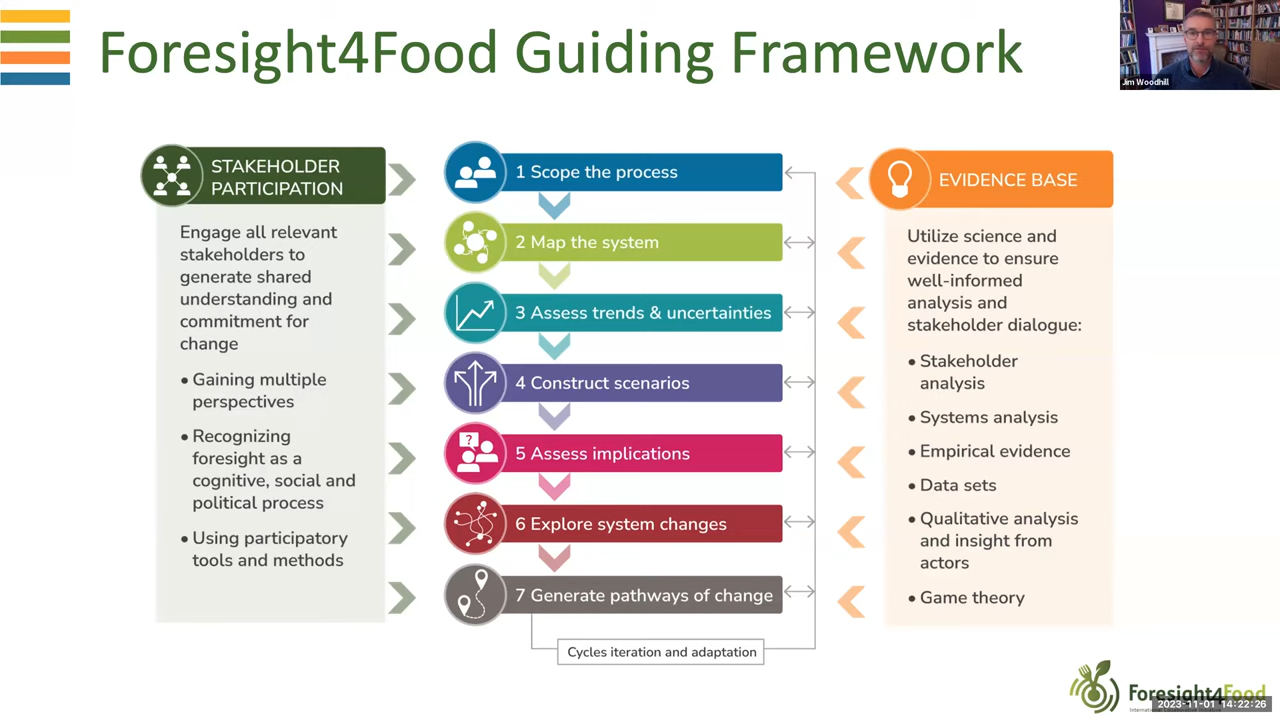 Foresight4Food Guiding Framework
Jim Woodhill
STAKEHOLDER
PARTICIPATION
Engage all relevant
stakeholders to
generate shared
understanding and
commitment for
change
• Gaining multiple
perspectives
• Recognizing
foresight as a
cognitive, social and
political process
• Using participatory
tools and methods
1 Scope the process
2 Map the system
3 Assess trends & uncertainties
4 Construct scenarios
?
5 Assess implications
6 Explore system changes
7 Generate pathways of change
Cycles iteration and adaptation
EVIDENCE BASE
Utilize science and
evidence to ensure
well-informed
analysis and
stakeholder dialogue:
• Stakeholder
analysis
• Systems analysis
• Empirical evidence
• Data sets
• Qualitative analysis
and insight from
actors
• Game theory
Foresight4Food
2023-11-01 14:22:26